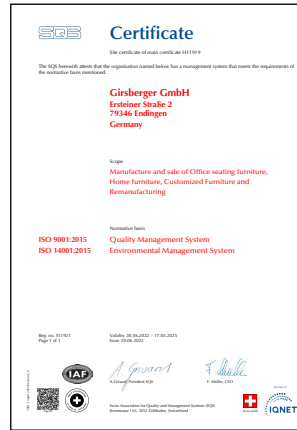 SQS
Certificate
Site certificate of main certificate H11919
The SQS herewith attests that the organisation named below has a management system that meets the requirements of
the normative basis mentioned.
Girsberger GmbH
Ersteiner Straße 2
79346 Endingen
Germany
Scope
Manufacture and sale of Office seating furniture,
Home furniture, Customized Furniture and
Remanufacturing
Normative basis
ISO 9001:2015 Quality Management System
ISO 14001:2015 Environmental Management System
Reg. no. H11921
Page 1 of 1
Validity 28.06.2022 – 17.05.2025
Issue 28.06.2022
A. Grisard, President SQS
F. Müller, CEO
IAF
Swiss Association for Quality and Management Systems (SQS)
Bernstrasse 103, 3052 Zollikofen, Switzerland
IQNET